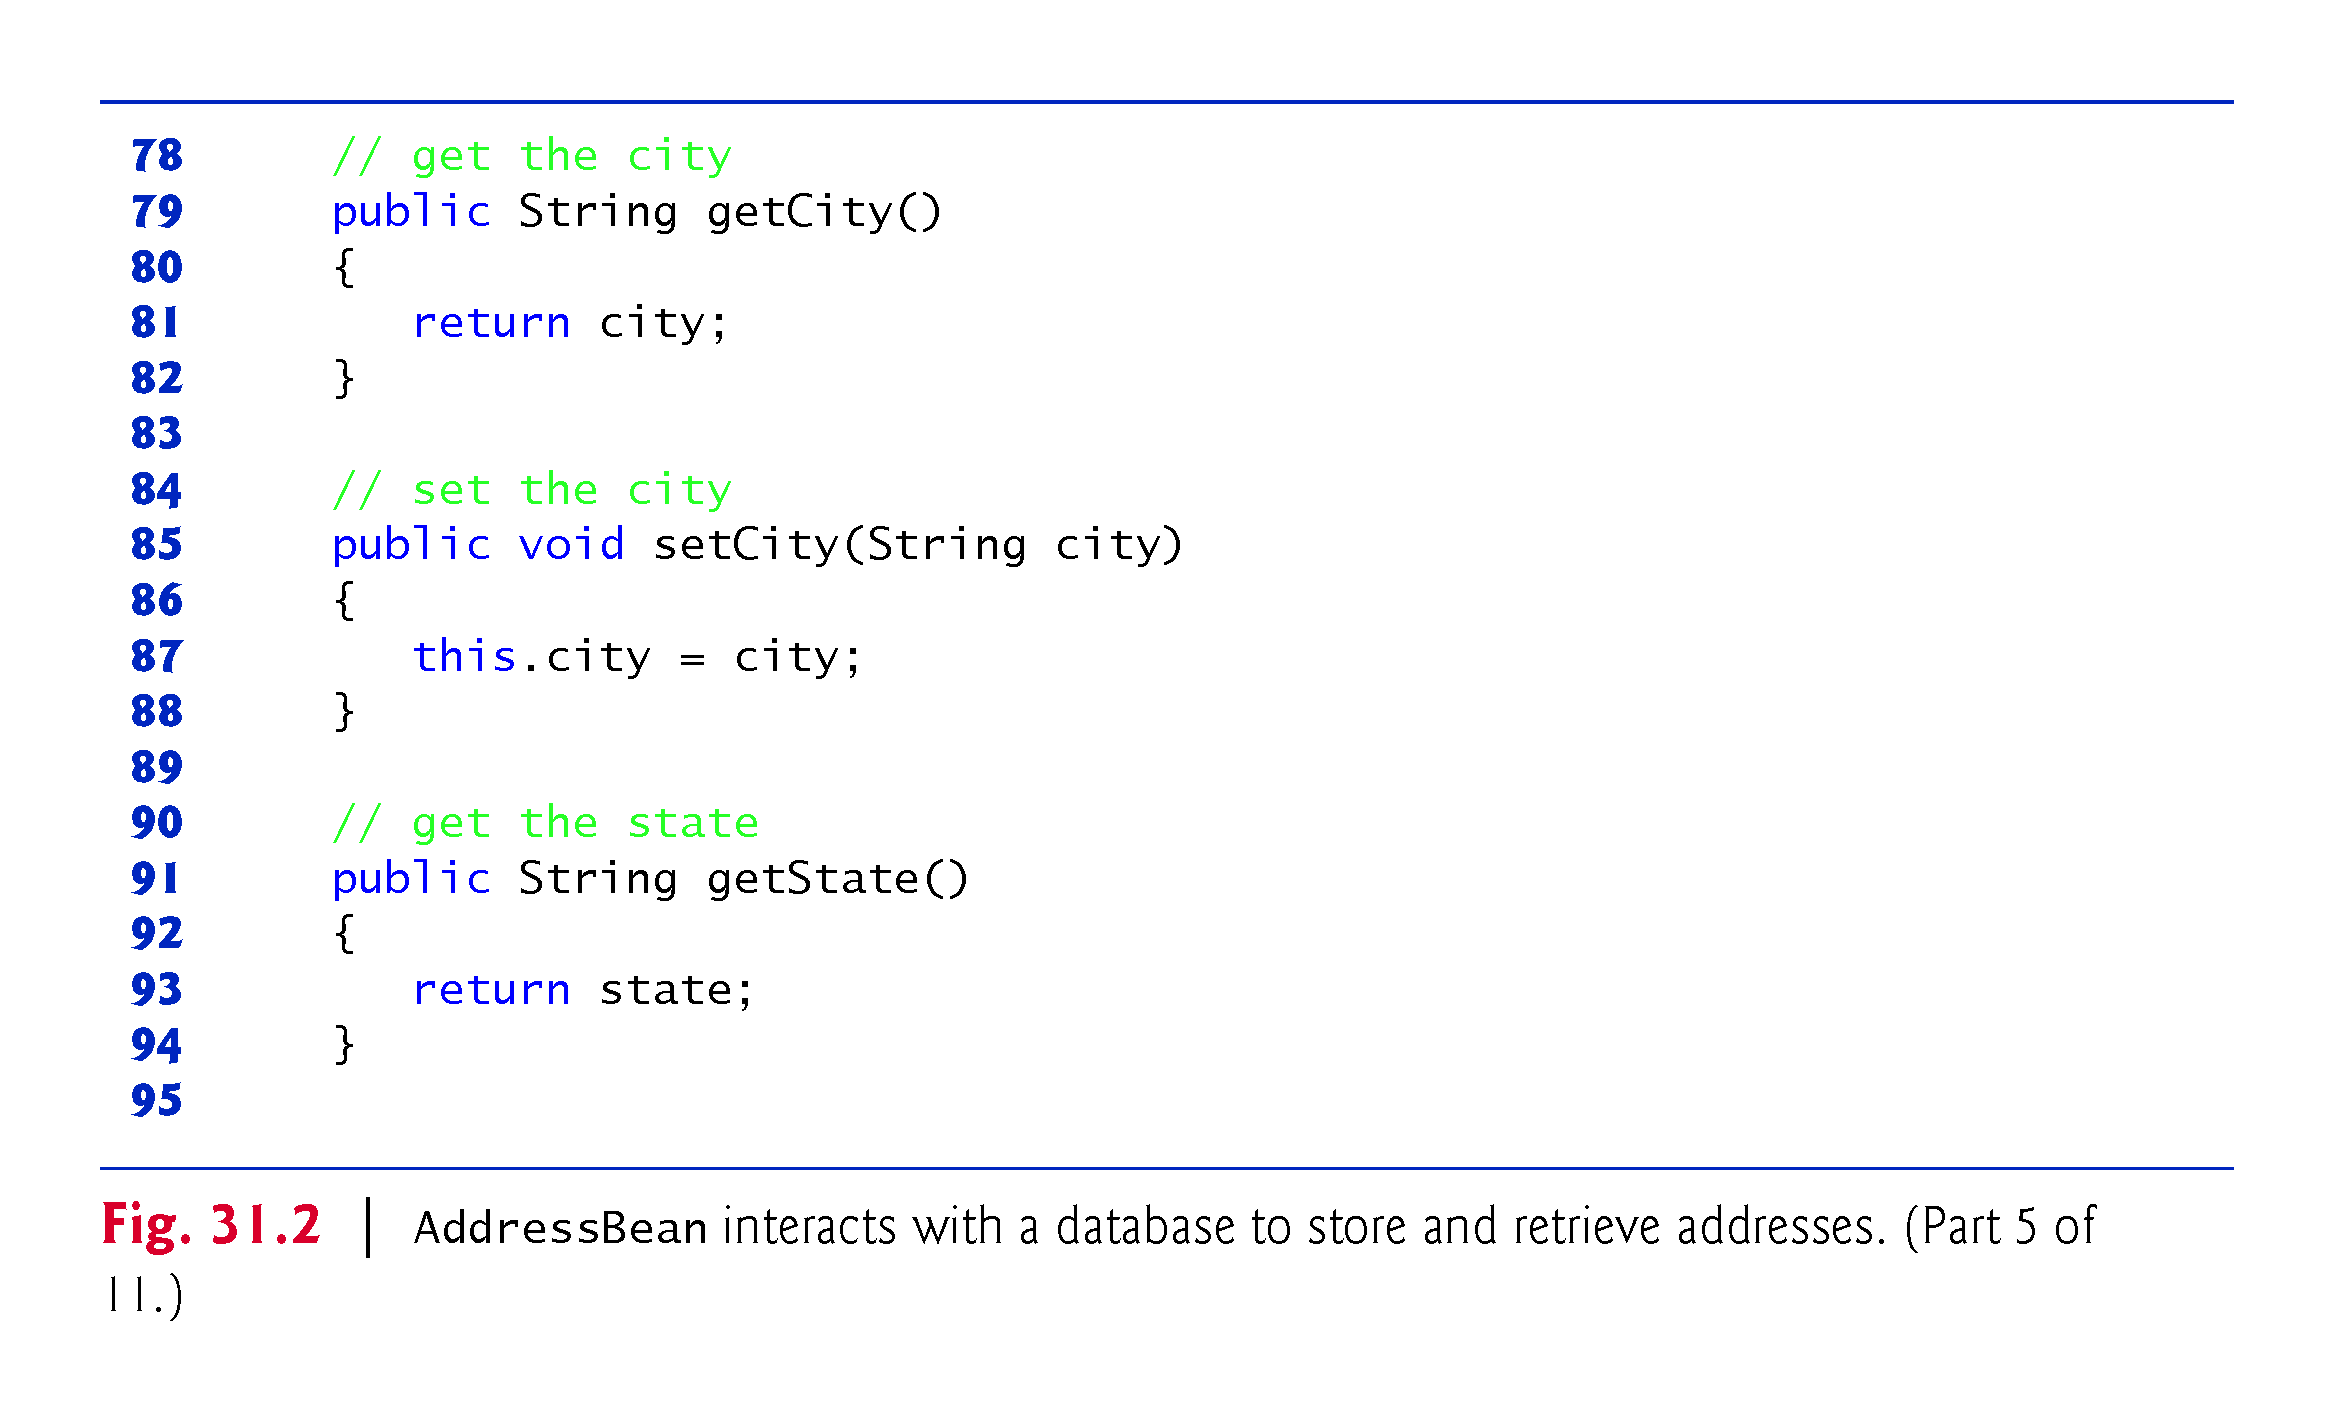 78 // get the city
79 public String getCity()
80 {
81 return city;
82 }
83
84 // set the city
85 public void setCity(String city)
86 {
87 this.city = city;
88 }
89
90 // get the state
91 public String getState()
92 {
93 return state;
94 }
95
Fig. 31.2 | AddressBean interacts with a database to store and retrieve addresses. (Part 5 of
11.)